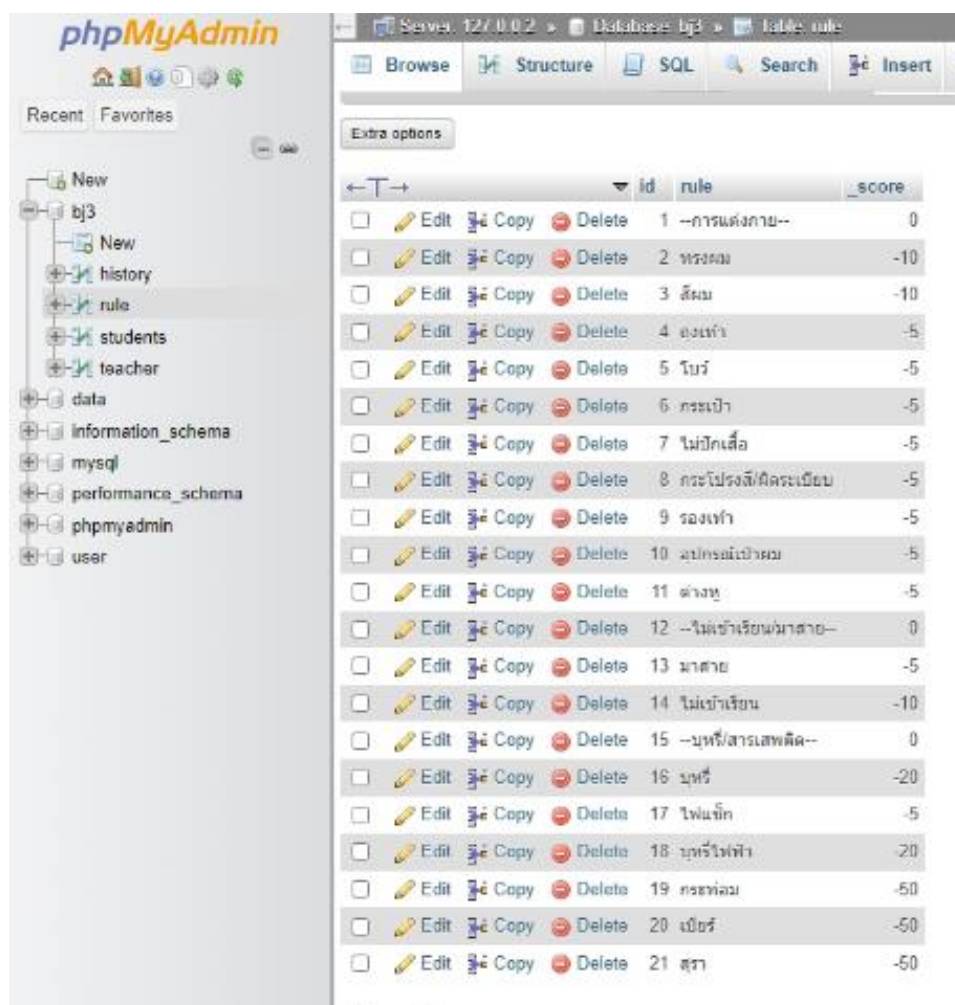 phpMyAdmin
Recent Favorites
New
bj3
New
history
rule
students
teacher
data
information_schema
mysql
performance_schema
phpmyadmin
user
Server: 127.0.0.2 » Database: bj3 » Table: rule
Browse Structure SQL Search Insert
Extra options
id rule _score
Edit Copy Delete 1 --การแต่งกาย-- 0
Edit Copy Delete 2 ทรงผม -10
Edit Copy Delete 3 สีผม -10
Edit Copy Delete 4 ถุงเท้า -5
Edit Copy Delete 5 โบว์ -5
Edit Copy Delete 6 กระเป๋า -5
Edit Copy Delete 7 ไม่ปักเสื้อ -5
Edit Copy Delete 8 กระโปรงสี/ผิดระเบียบ -5
Edit Copy Delete 9 รองเท้า -5
Edit Copy Delete 10 อุปกรณ์เป่าผม -5
Edit Copy Delete 11 ต่างหู -5
Edit Copy Delete 12 --ไม่เข้าเรียน/มาสาย-- 0
Edit Copy Delete 13 มาสาย -5
Edit Copy Delete 14 ไม่เข้าเรียน -10
Edit Copy Delete 15 --บุหรี่/สารเสพติด-- 0
Edit Copy Delete 16 บุหรี่ -20
Edit Copy Delete 17 ไฟแช็ก -5
Edit Copy Delete 18 บุหรี่ไฟฟ้า -20
Edit Copy Delete 19 กระท่อม -50
Edit Copy Delete 20 เบียร์ -50
Edit Copy Delete 21 สุรา -50